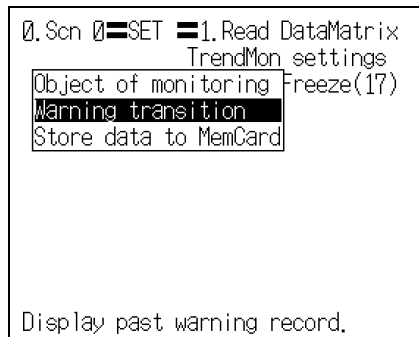 0.Scn 0〓SET 〓1.Read DataMatrix
TrendMon settings
Object of monitoring Freeze(17)
Warning transition
Store data to MemCard
Display past warning record.